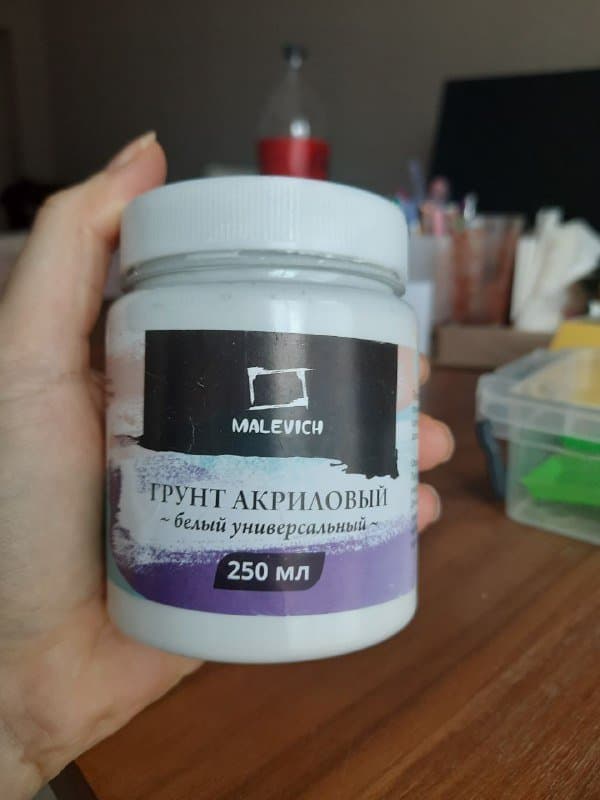 MALEVICH
ГРУНТ АКРИЛОВЫЙ
~ белый универсальный ~
250 мл